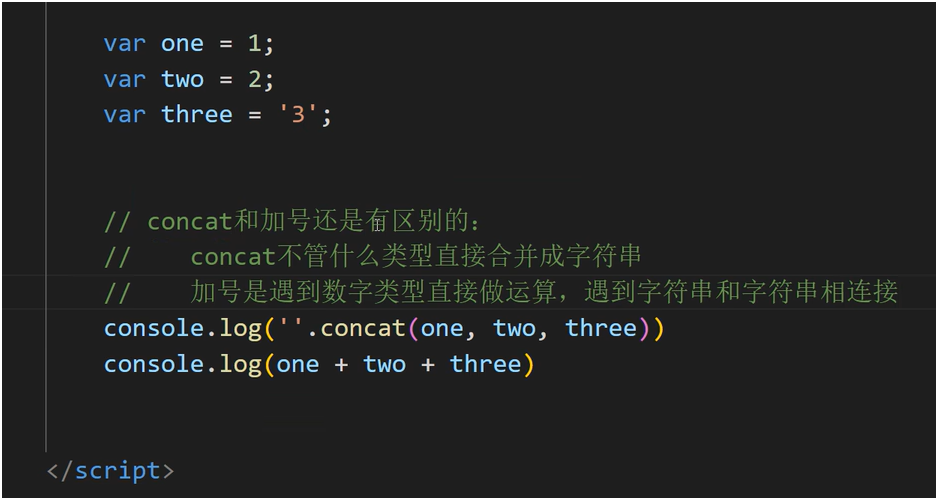 var one = 1;
var two = 2;
var three = '3';
// concat和加号还是有区别的：
//    concat不管什么类型直接合并成字符串
//    加号是遇到数字类型直接做运算，遇到字符串和字符串相连接
console.log(''.concat(one, two, three))
console.log(one + two + three)
</script>